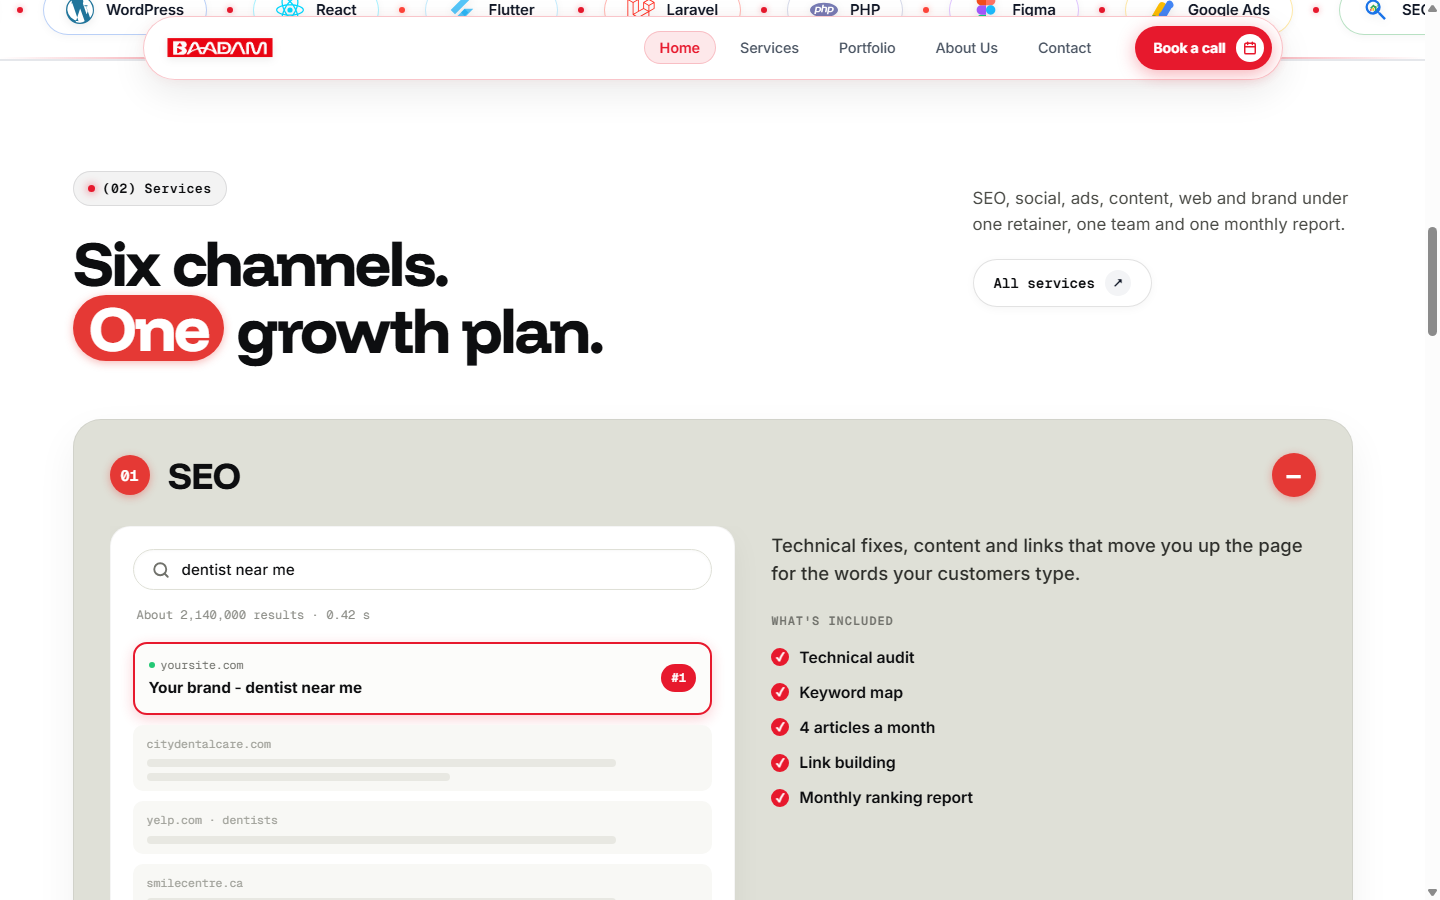 WordPress React Flutter Laravel php PHP Figma Google Ads
BAADAM Home Services Portfolio About Us Contact Book a call
(02) Services
Six channels.
One growth plan.
SEO, social, ads, content, web and brand under
one retainer, one team and one monthly report.
All services ↗
01 SEO
dentist near me
About 2,140,000 results · 0.42 s
yoursite.com
Your brand - dentist near me
#1
citydentalcare.com
yelp.com · dentists
smilecentre.ca
Technical fixes, content and links that move you up the page
for the words your customers type.
WHAT'S INCLUDED
Technical audit
Keyword map
4 articles a month
Link building
Monthly ranking report